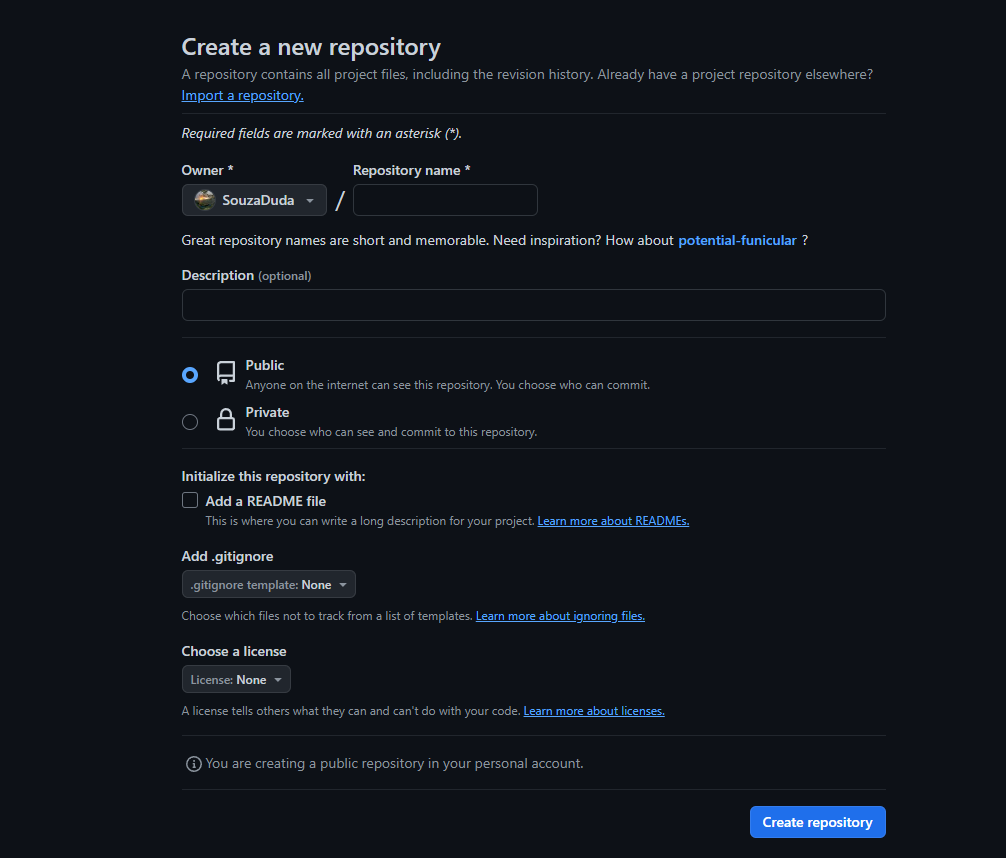 Create a new repository
A repository contains all project files, including the revision history. Already have a project repository elsewhere?
Import a repository.
Required fields are marked with an asterisk (*).
Owner * Repository name *
SouzaDuda /
Great repository names are short and memorable. Need inspiration? How about potential-funicular ?
Description (optional)
Public
Anyone on the internet can see this repository. You choose who can commit.
Private
You choose who can see and commit to this repository.
Initialize this repository with:
Add a README file
This is where you can write a long description for your project. Learn more about READMEs.
Add .gitignore
.gitignore template: None
Choose which files not to track from a list of templates. Learn more about ignoring files.
Choose a license
License: None
A license tells others what they can and can't do with your code. Learn more about licenses.
You are creating a public repository in your personal account.
Create repository